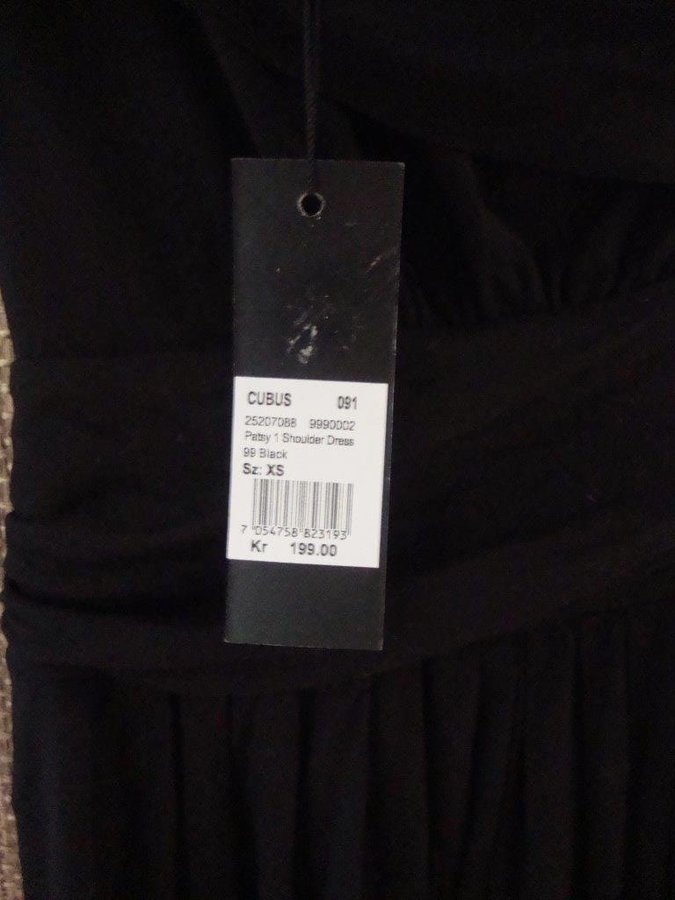 CUBUS 091
25207088 9990002
Patsy 1 Shoulder Dress
99 Black
Sz: XS
7 054758 823193
Kr 199.00